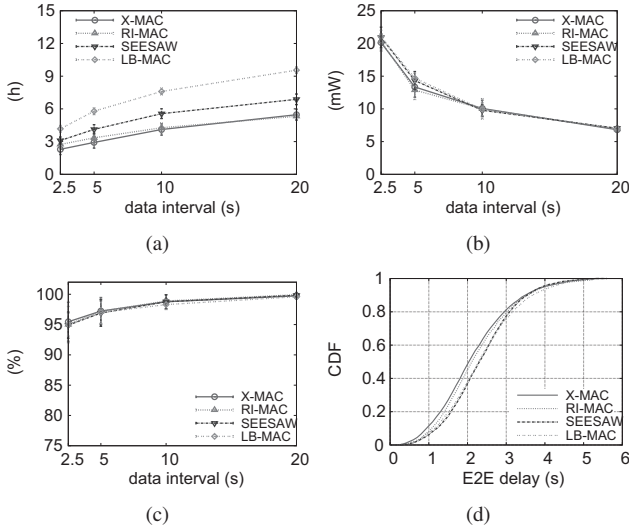 15
12
9
6
3
0
(h)
X-MAC
RI-MAC
SEESAW
LB-MAC
2.5 5 10 20
data interval (s)
(a)
25
20
15
10
5
0
(mW)
X-MAC
RI-MAC
SEESAW
LB-MAC
2.5 5 10 20
data interval (s)
(b)
100
95
90
85
80
75
(%)
X-MAC
RI-MAC
SEESAW
LB-MAC
2.5 5 10 20
data interval (s)
(c)
1
0.8
0.6
0.4
0.2
0
CDF
X-MAC
RI-MAC
SEESAW
LB-MAC
0 1 2 3 4 5 6
E2E delay (s)
(d)